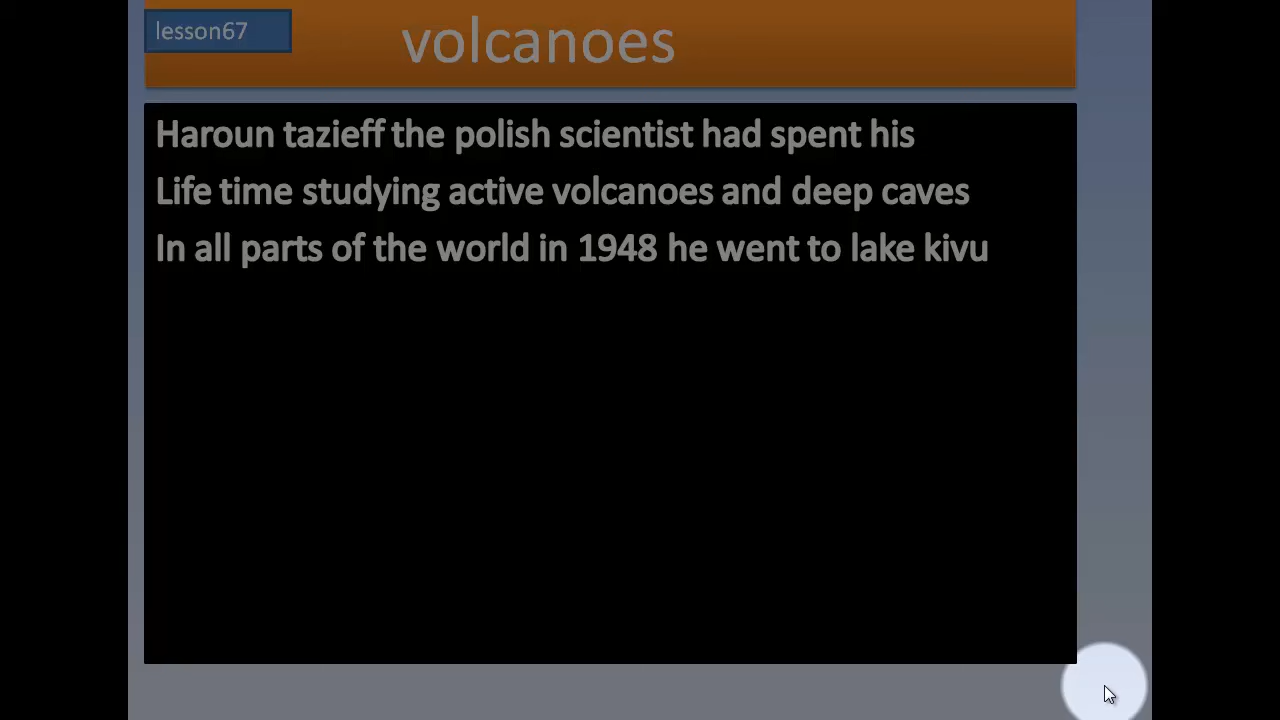 lesson67
volcanoes
Haroun tazieff the polish scientist had spent his
Life time studying active volcanoes and deep caves
In all parts of the world in 1948 he went to lake kivu